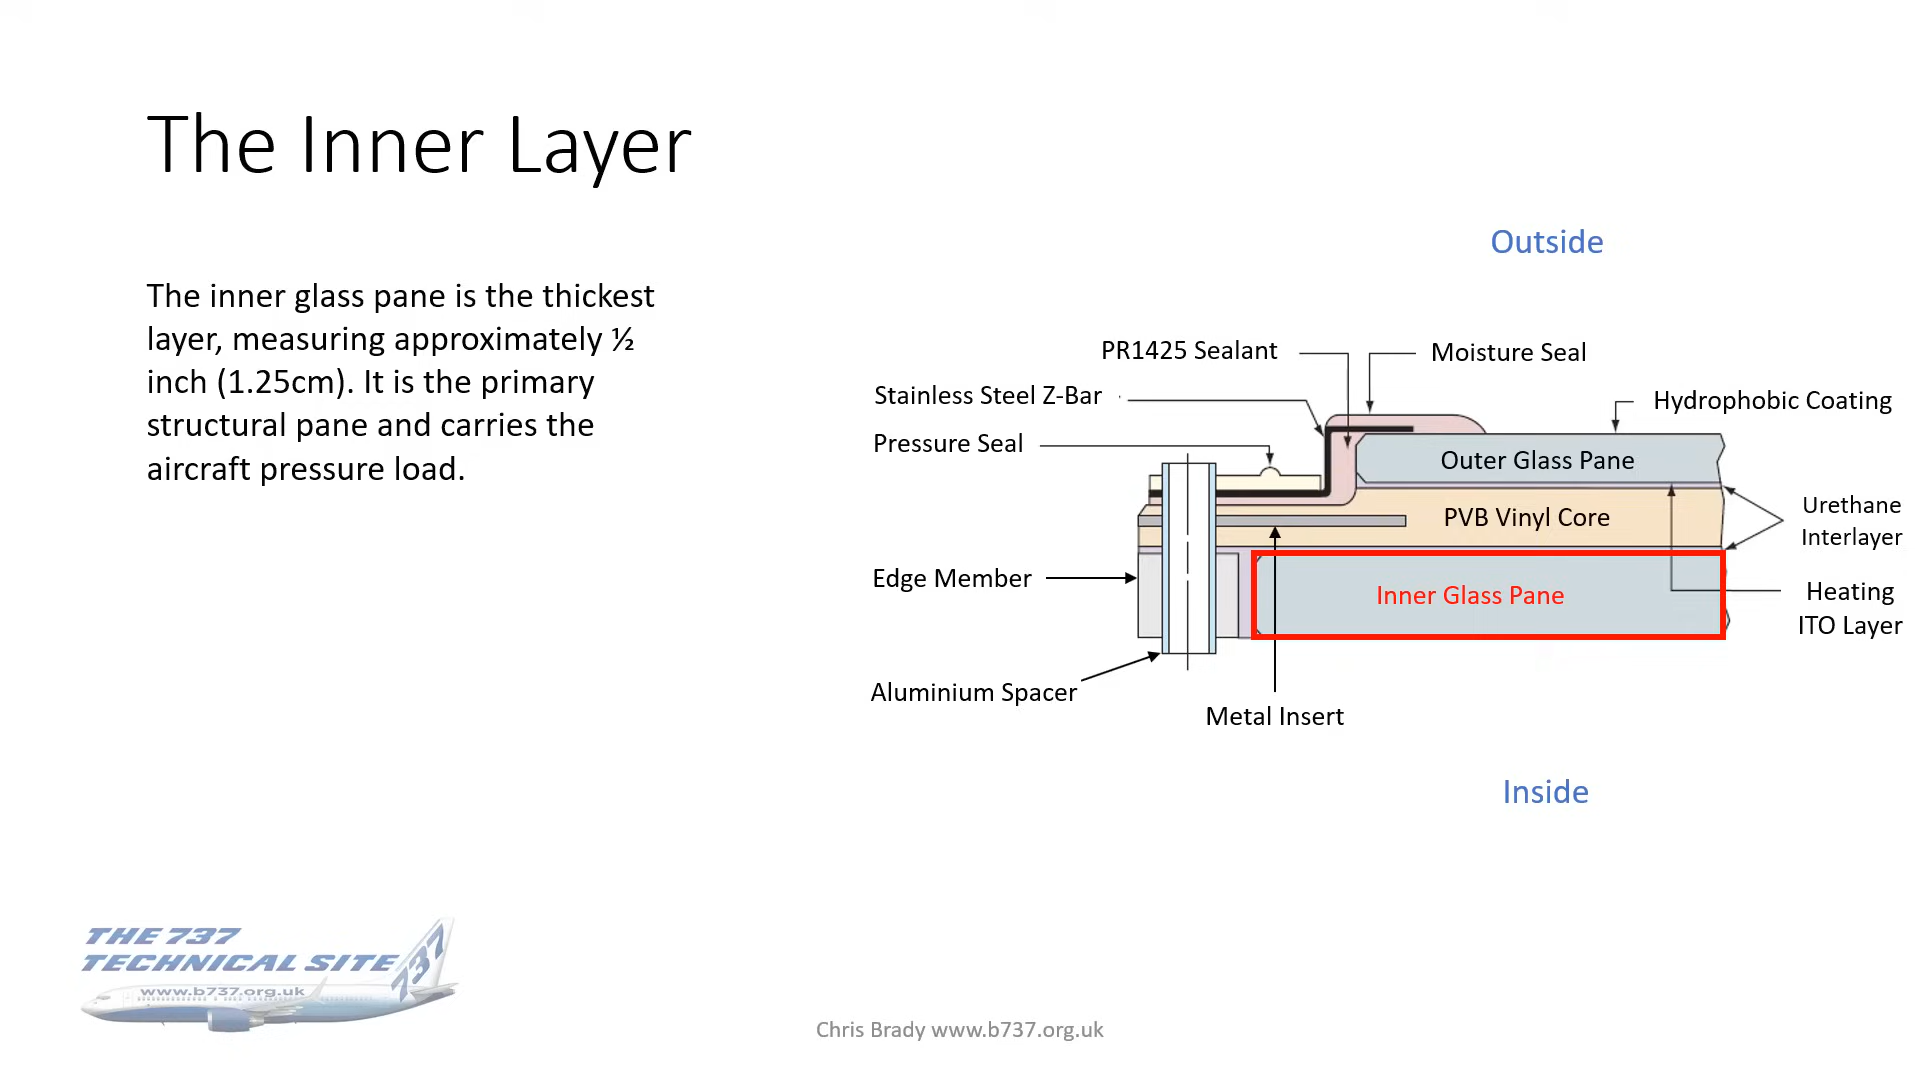 The Inner Layer
The inner glass pane is the thickest
layer, measuring approximately ½
inch (1.25cm). It is the primary
structural pane and carries the
aircraft pressure load.
Outside
PR1425 Sealant
Moisture Seal
Stainless Steel Z-Bar
Hydrophobic Coating
Pressure Seal
Outer Glass Pane
PVB Vinyl Core
Urethane
Interlayer
Edge Member
Inner Glass Pane
Heating
ITO Layer
Aluminium Spacer
Metal Insert
Inside
THE 737
TECHNICAL SITE
737
www.b737.org.uk
Chris Brady www.b737.org.uk